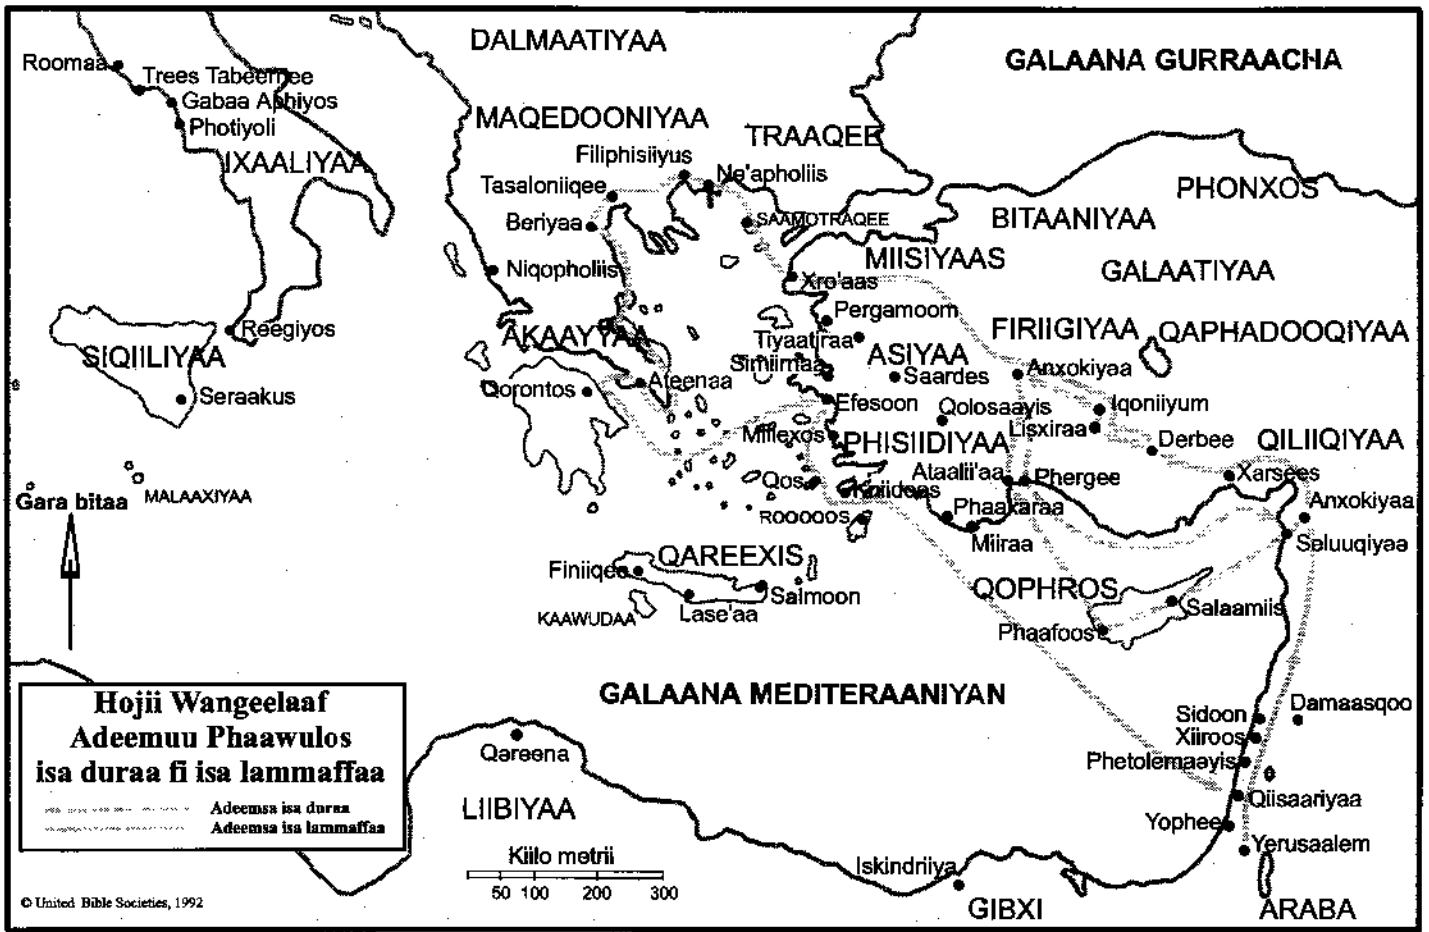 DALMAATIYAA
GALAANA GURRAACHA
Roomaa
Trees Tabeernee
Gabaa Aphiyos
Photiyoli
IXAALIYAA
MAQEDOONIYAA
TRAAQEE
Filiphisiiyus
Ne'apholiis
Tasaloniiqee
PHONXOS
Beriyaa
SAAMOTRAQEE
BITAANIYAA
Niqopholiis
MIISIYAAS
GALAATIYAA
Xro'aas
Pergamoom
Reegiyos
AKAAYYAA
Tiyaatiraa
FIRIIGIYAA
QAPHADOOQIYAA
SIQIILIYAA
ASIYAA
Anxokiyaa
Seraakus
Qorontos
Ateenaa
Saardes
Efesoon
Qolosaayis
Iqoniiyum
Lisxiraa
Miilexos
PHISIIDIYAA
Derbee
QILIIQIYAA
Ataalii'aa
Phergee
Xarsees
Qos
MALAAXIYAA
Gara bitaa
Phaaxaraa
Anxokiyaa
Miiraa
Seluuqiyaa
QAREEXIS
Finiiqee
Salmoon
QOPHROS
KAAWUDAA
Lase'aa
Salaamiis
Phaafoos
GALAANA MEDITERAANIYAN
Hojii Wangeelaaf
Adeemuu Phaawulos
isa duraa fi isa lammaffaa
Adeemsa isa duraa
Adeemsa isa lammaffaa
Qareena
Sidoon
Damaasqoo
Xiiroos
Phetolemaayis
LIIBIYAA
Qiisaariyaa
Yophee
Kiilo metrii
Yerusaalem
Iskindriiya
50 100 200 300
© United Bible Societies, 1992
GIBXI
ARABA